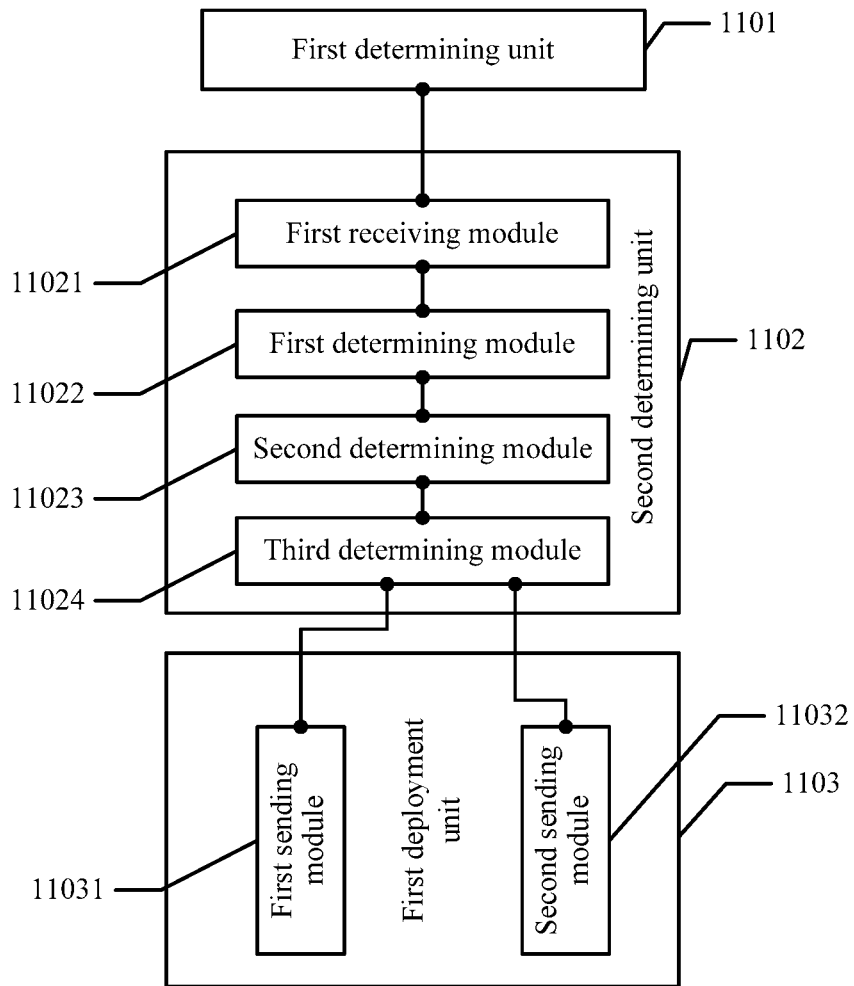 First determining unit
1101
First receiving module
11021
First determining module
11022
Second determining module
11023
Third determining module
11024
Second determining unit
1102
First sending
module
11031
First deployment
unit
Second sending
module
11032
1103